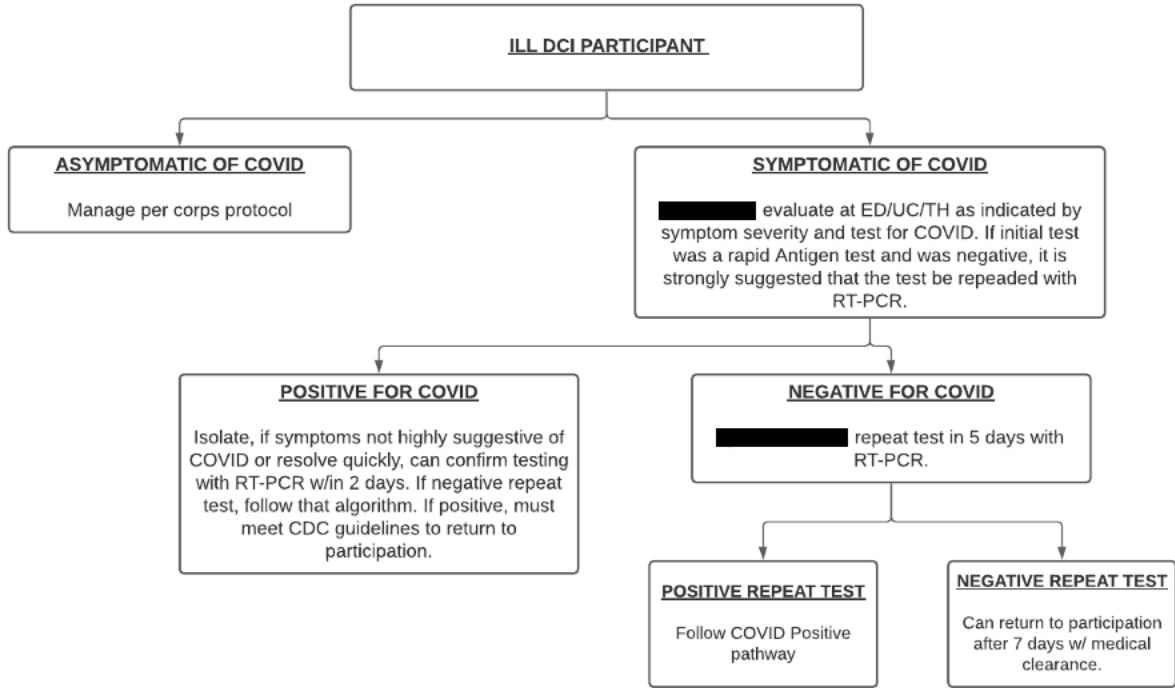 ILL DCI PARTICIPANT
ASYMPTOMATIC OF COVID
Manage per corps protocol
SYMPTOMATIC OF COVID
evaluate at ED/UC/TH as indicated by
symptom severity and test for COVID. If initial test
was a rapid Antigen test and was negative, it is
strongly suggested that the test be repeaded with
RT-PCR.
POSITIVE FOR COVID
Isolate, if symptoms not highly suggestive of
COVID or resolve quickly, can confirm testing
with RT-PCR w/in 2 days. If negative repeat
test, follow that algorithm. If positive, must
meet CDC guidelines to return to
participation.
NEGATIVE FOR COVID
repeat test in 5 days with
RT-PCR.
POSITIVE REPEAT TEST
Follow COVID Positive
pathway
NEGATIVE REPEAT TEST
Can return to participation
after 7 days w/ medical
clearance.